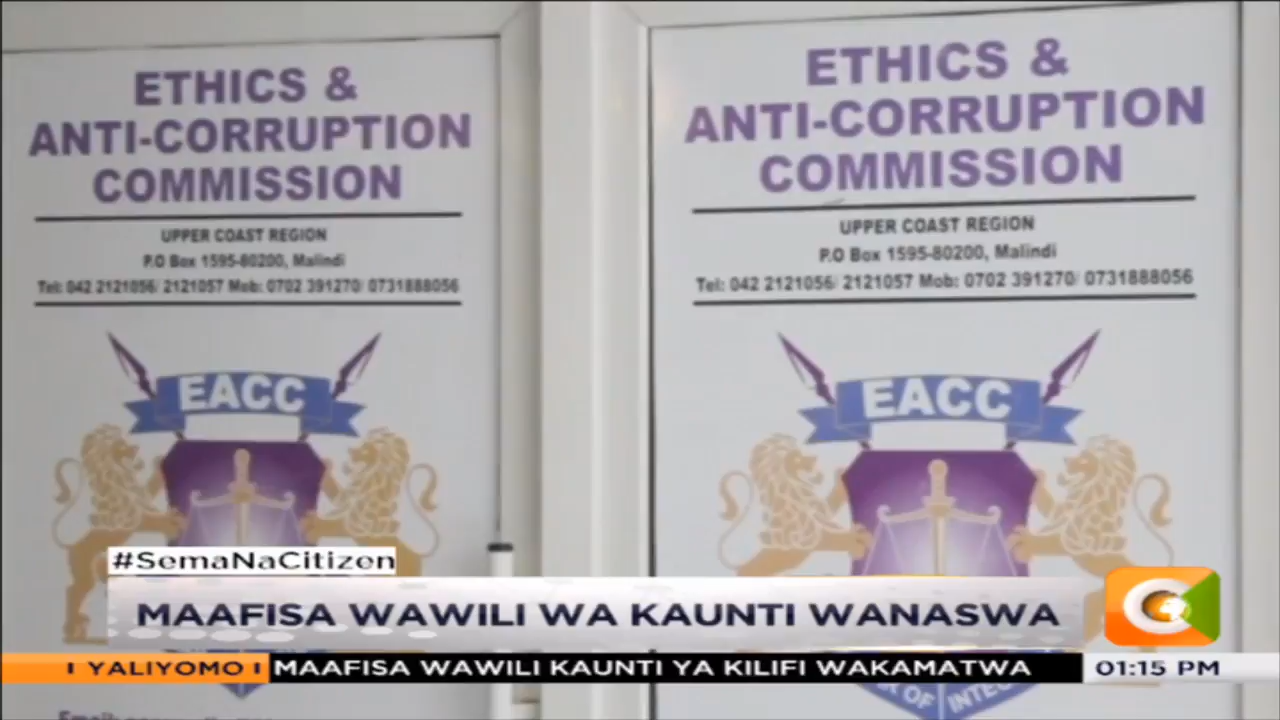 ETHICS &
ANTI-CORRUPTION
COMMISSION
UPPER COAST REGION
P.O Box 1595-80200, Malindi
Tel: 042 2121056/ 2121057 Mob: 0702 391270/ 0731888056
EACC
ETHICS &
ANTI-CORRUPTION
COMMISSION
UPPER COAST REGION
P.O Box 1595-80200, Malindi
Tel: 042 2121056/ 2121057 Mob: 0702 391270/ 0731888056
EACC
#SemaNaCitizen
MAAFISA WAWILI WA KAUNTI WANASWA
YALIYOMO
MAAFISA WAWILI KAUNTI YA KILIFI WAKAMATWA
01:15 PM
OF